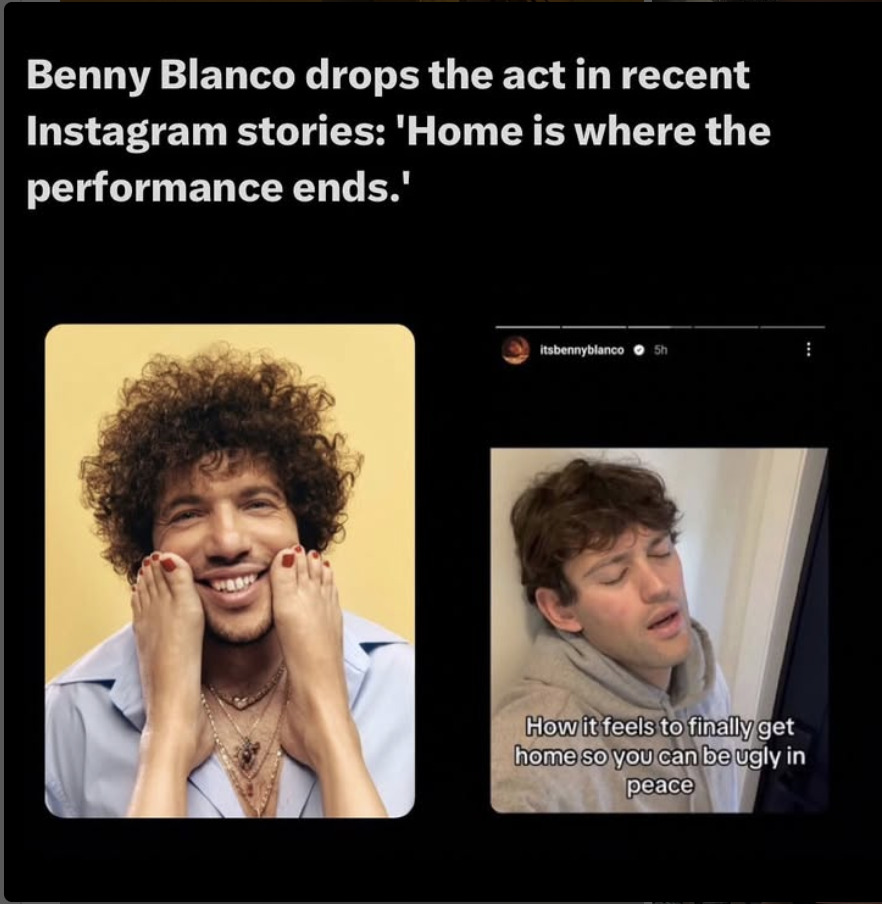 Benny Blanco drops the act in recent
Instagram stories: 'Home is where the
performance ends.'
itsbennyblanco 5h
How it feels to finally get
home so you can be ugly in
peace